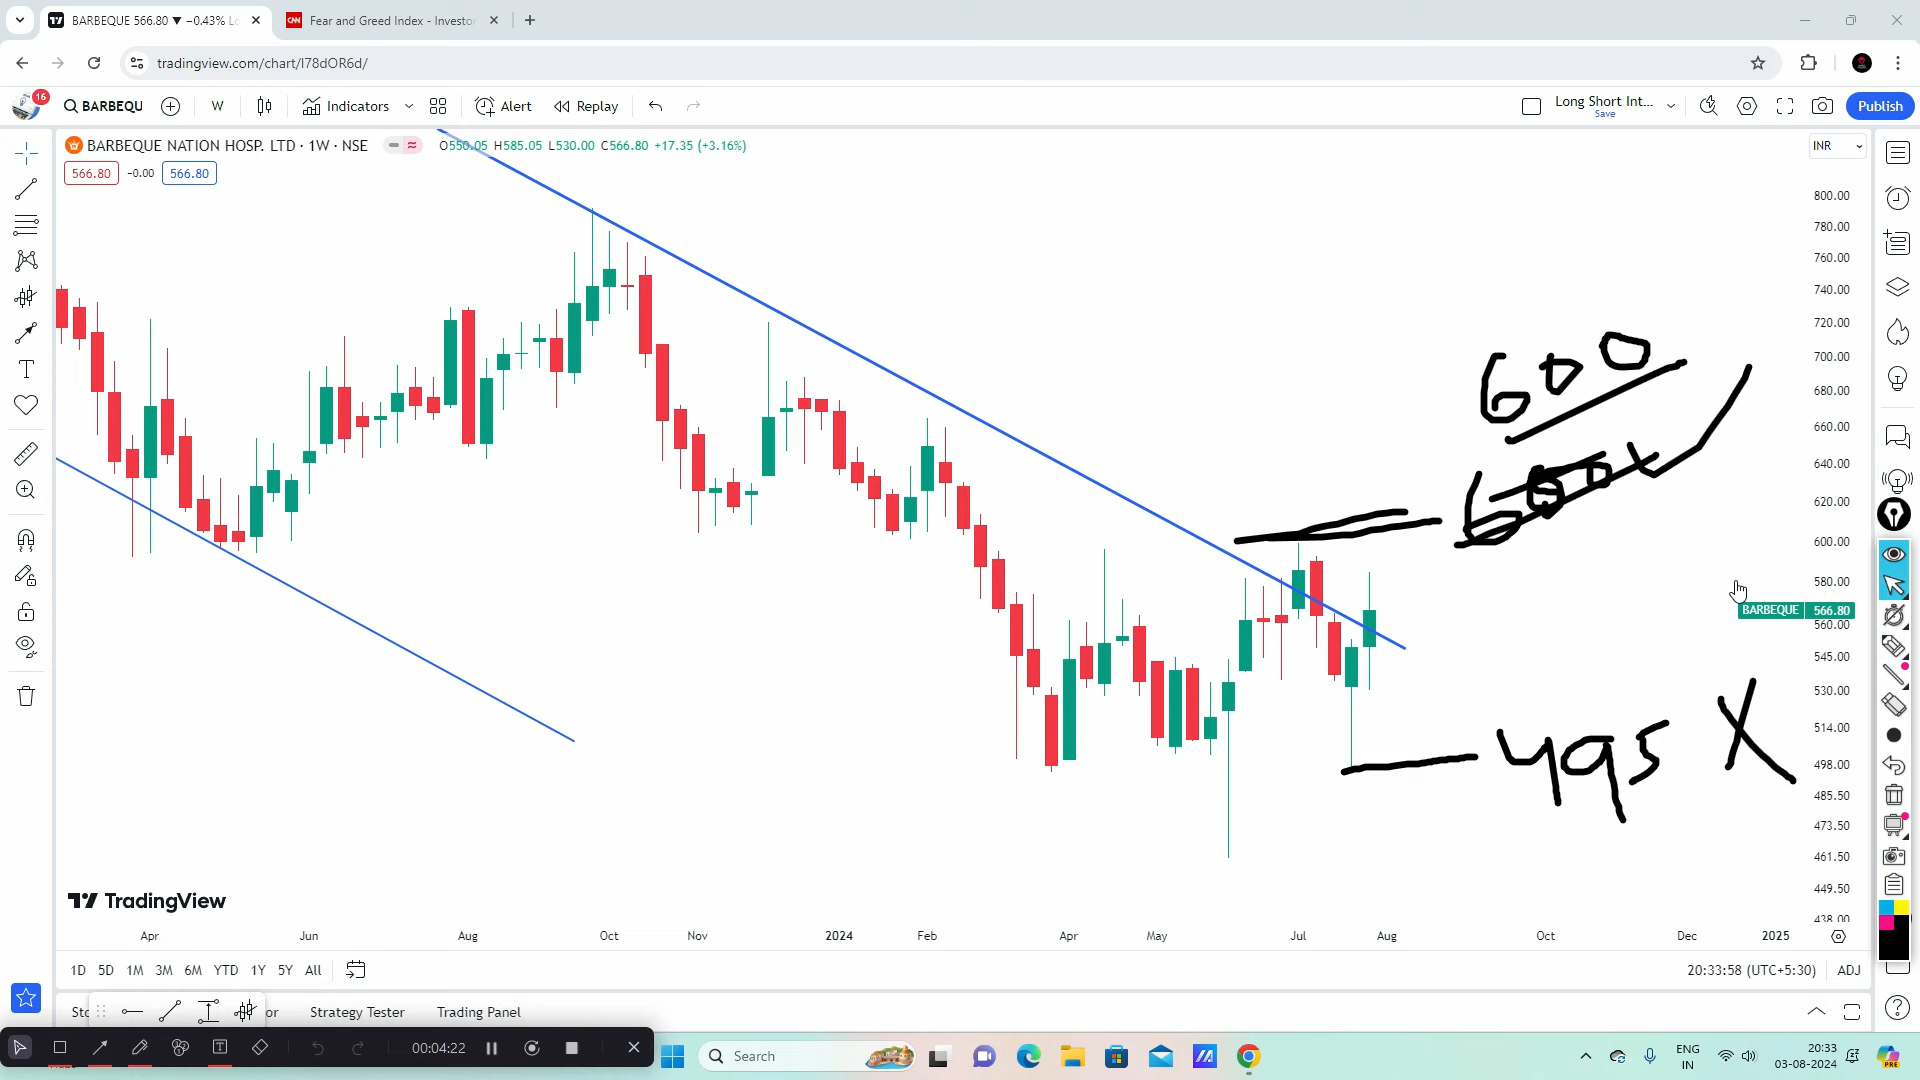 BARBEQUE 566.80 ▼ −0.43% Lo
Fear and Greed Index - Investor
tradingview.com/chart/I78dOR6d/
16
BARBEQU
W
Indicators
Alert
Replay
Long Short Int...
Save
Publish
BARBEQUE NATION HOSP. LTD · 1W · NSE
O550.05 H585.05 L530.00 C566.80 +17.35 (+3.16%)
INR
566.80 -0.00 566.80
800.00
780.00
760.00
740.00
720.00
700.00
680.00
660.00
640.00
620.00
600.00
580.00
BARBEQUE 566.80
560.00
545.00
530.00
514.00
498.00
485.50
473.50
461.50
449.50
438.00
600
600
495 X
TradingView
Apr Jun Aug Oct Nov 2024 Feb Apr May Jul Aug Oct Dec 2025
1D 5D 1M 3M 6M YTD 1Y 5Y All
20:33:58 (UTC+5:30) ADJ
Strategy Tester Trading Panel
00:04:22
Search
ENG
IN
20:33
03-08-2024
PRE